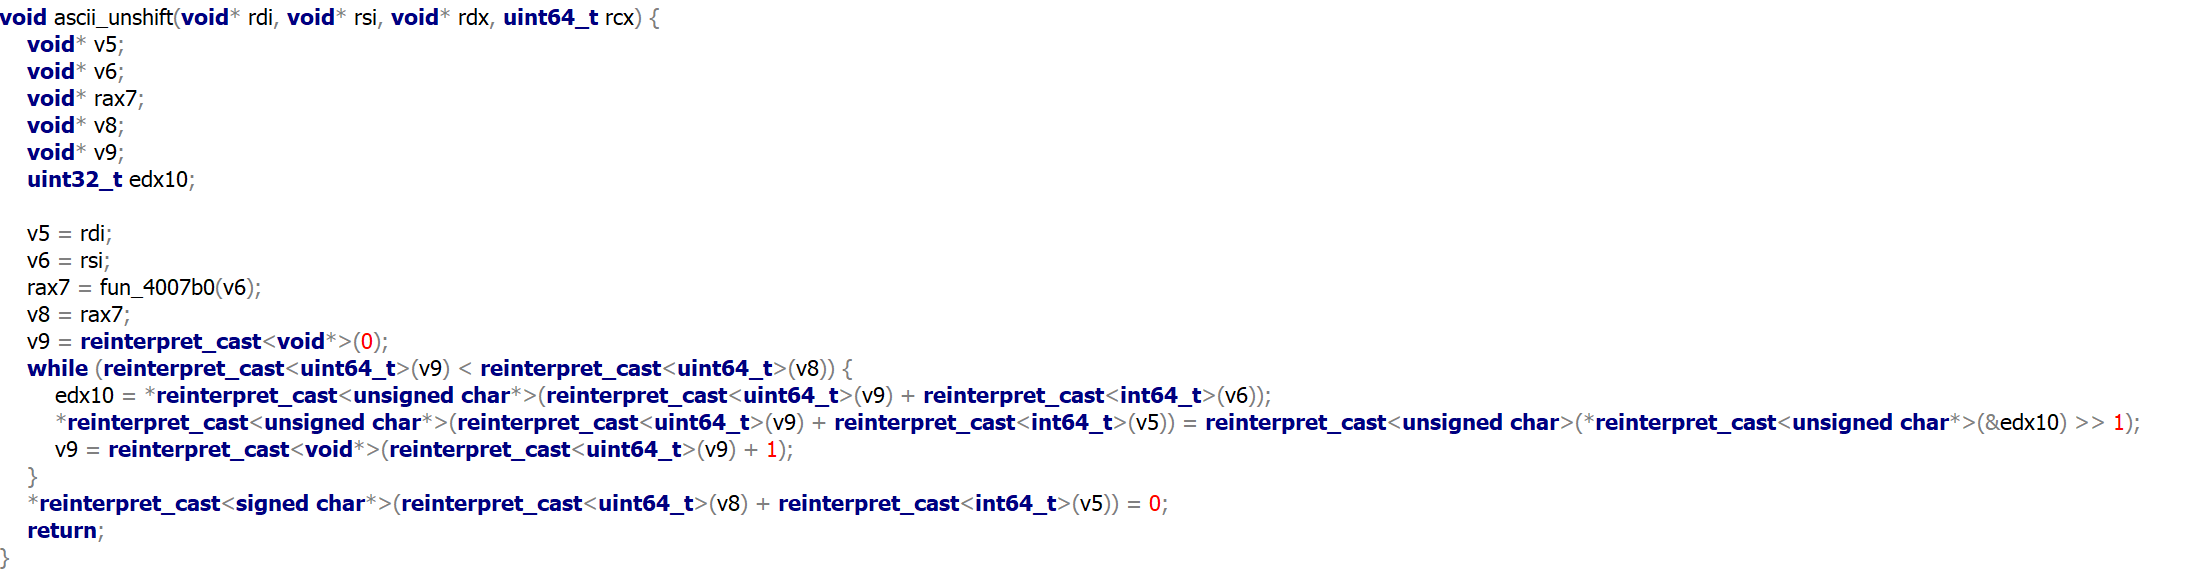 void ascii_unshift(void* rdi, void* rsi, void* rdx, uint64_t rcx) {
void* v5;
void* v6;
void* rax7;
void* v8;
void* v9;
uint32_t edx10;
v5 = rdi;
v6 = rsi;
rax7 = fun_4007b0(v6);
v8 = rax7;
v9 = reinterpret_cast<void*>(0);
while (reinterpret_cast<uint64_t>(v9) < reinterpret_cast<uint64_t>(v8)) {
edx10 = *reinterpret_cast<unsigned char*>(reinterpret_cast<uint64_t>(v9) + reinterpret_cast<int64_t>(v6));
*reinterpret_cast<unsigned char*>(reinterpret_cast<uint64_t>(v9) + reinterpret_cast<int64_t>(v5)) = reinterpret_cast<unsigned char>(*reinterpret_cast<unsigned char*>(&edx10) >> 1);
v9 = reinterpret_cast<void*>(reinterpret_cast<uint64_t>(v9) + 1);
}
*reinterpret_cast<signed char*>(reinterpret_cast<uint64_t>(v8) + reinterpret_cast<int64_t>(v5)) = 0;
return;
}